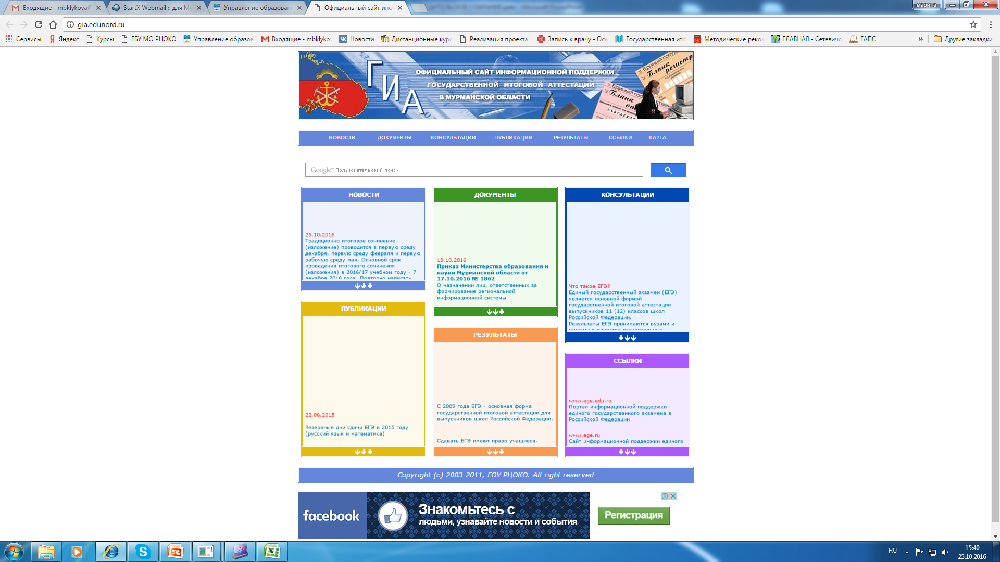 Входящие - mbklykova@
StartX Webmail :: для Му
Управление образован
Официальный сайт инф
марина
gia.edunord.ru
Сервисы
Яндекс
Курсы
ГБУ МО РЦОКО
Управление образов
Входящие - mbklykov
Новости
Дистанционные курс
Реализация проекта
Запись к врачу - Офи
Государственная ито
Методические реком
ГЛАВНАЯ - Сетевичо
ГАПС
»
Другие закладки
ГИА
ОФИЦИАЛЬНЫЙ САЙТ ИНФОРМАЦИОННОЙ ПОДДЕРЖКИ
ГОСУДАРСТВЕННОЙ ИТОГОВОЙ АТТЕСТАЦИИ
В МУРМАНСКОЙ ОБЛАСТИ
НОВОСТИ ДОКУМЕНТЫ КОНСУЛЬТАЦИИ ПУБЛИКАЦИИ РЕЗУЛЬТАТЫ ССЫЛКИ КАРТА
Google™ Пользовательский поиск
НОВОСТИ
25.10.2016
Традиционно итоговое сочинение
(изложение) проводится в первую среду
декабря, первую среду февраля и первую
рабочую среду мая. Основной срок
проведения итогового сочинения
(изложения) в 2016/17 учебном году - 7
декабря 2016 года. Повторно написать
ДОКУМЕНТЫ
18.10.2016
Приказ Министерства образования и
науки Мурманской области от
17.10.2016 № 1862
О назначении лиц, ответственных за
формирование региональной
информационной системы
КОНСУЛЬТАЦИИ
Что такое ЕГЭ?
Единый государственный экзамен (ЕГЭ)
является основной формой
государственной итоговой аттестации
выпускников 11 (12) классов школ
Российской Федерации.
Результаты ЕГЭ принимаются вузами и
ссузами в качестве вступительных
ПУБЛИКАЦИИ
22.06.2015
Резервные дни сдачи ЕГЭ в 2015 году
(русский язык и математика)
РЕЗУЛЬТАТЫ
С 2009 года ЕГЭ - основная форма
государственной итоговой аттестации для
выпускников школ Российской Федерации.
Сдавать ЕГЭ имеют право учащиеся,
ССЫЛКИ
www.ege.edu.ru
Портал информационной поддержки
единого государственного экзамена в
Российской Федерации
www.ege.ru
Сайт информационной поддержки единого
Copyright (c) 2003-2011, ГОУ РЦОКО. All right reserved
facebook
Знакомьтесь с
людьми, узнавайте новости и события
Регистрация
RU
15:40
25.10.2016